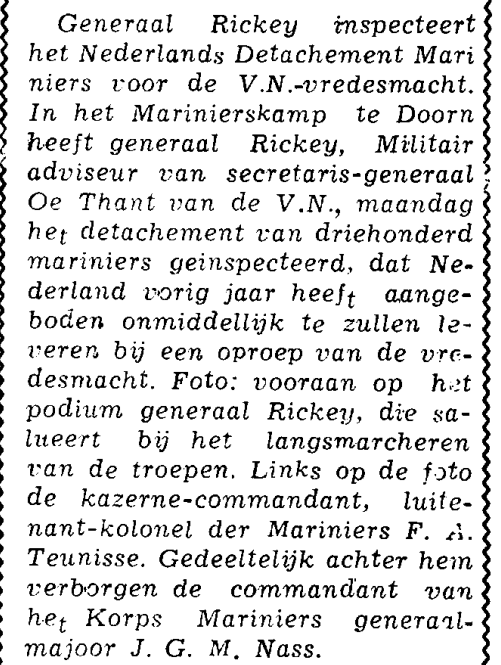 Generaal Rickey inspecteert
het Nederlands Detachement Mari
niers voor de V.N.-vredesmacht.
In het Marinierskamp te Doorn
heeft generaal Rickey, Militair
adviseur van secretaris-generaal
Oe Thant van de V.N., maandag
het detachement van driehonderd
mariniers geinspecteerd, dat Ne-
derland vorig jaar heeft aange-
boden onmiddellijk te zullen le-
veren bij een oproep van de vre-
desmacht. Foto: vooraan op het
podium generaal Rickey, die sa-
lueert bij het langsmarcheren
van de troepen. Links op de foto
de kazerne-commandant, luite-
nant-kolonel der Mariniers F. A.
Teunisse. Gedeeltelijk achter hem
verborgen de commandant van
het Korps Mariniers generaal-
majoor J. G. M. Nass.